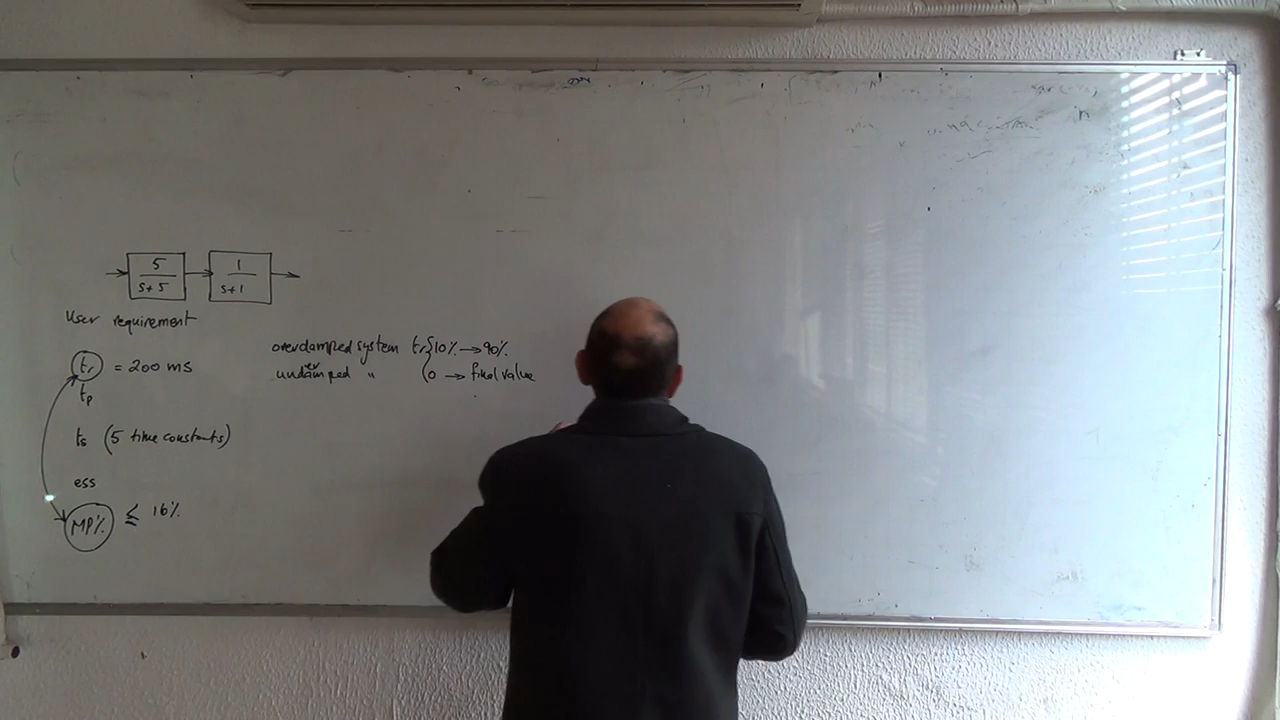 5 / s+5
1 / s+1
User requirement
tr = 200 ms
tp
ts (5 time constants)
ess
MP% ≤ 16%
overdamped system tr { 10% → 90%
underdamped " ( 0 → final value